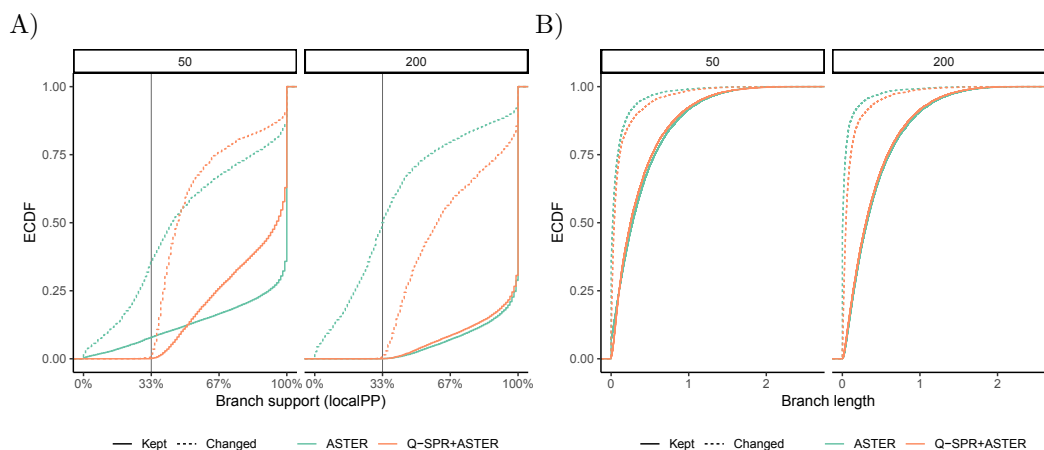 A)
B)
50
200
50
200
1.00
0.75
0.50
0.25
0.00
ECDF
0% 33% 67% 100%
0% 33% 67% 100%
Branch support (localPP)
1.00
0.75
0.50
0.25
0.00
ECDF
0 1 2
0 1 2
Branch length
Kept Changed ASTER Q−SPR+ASTER
Kept Changed ASTER Q−SPR+ASTER